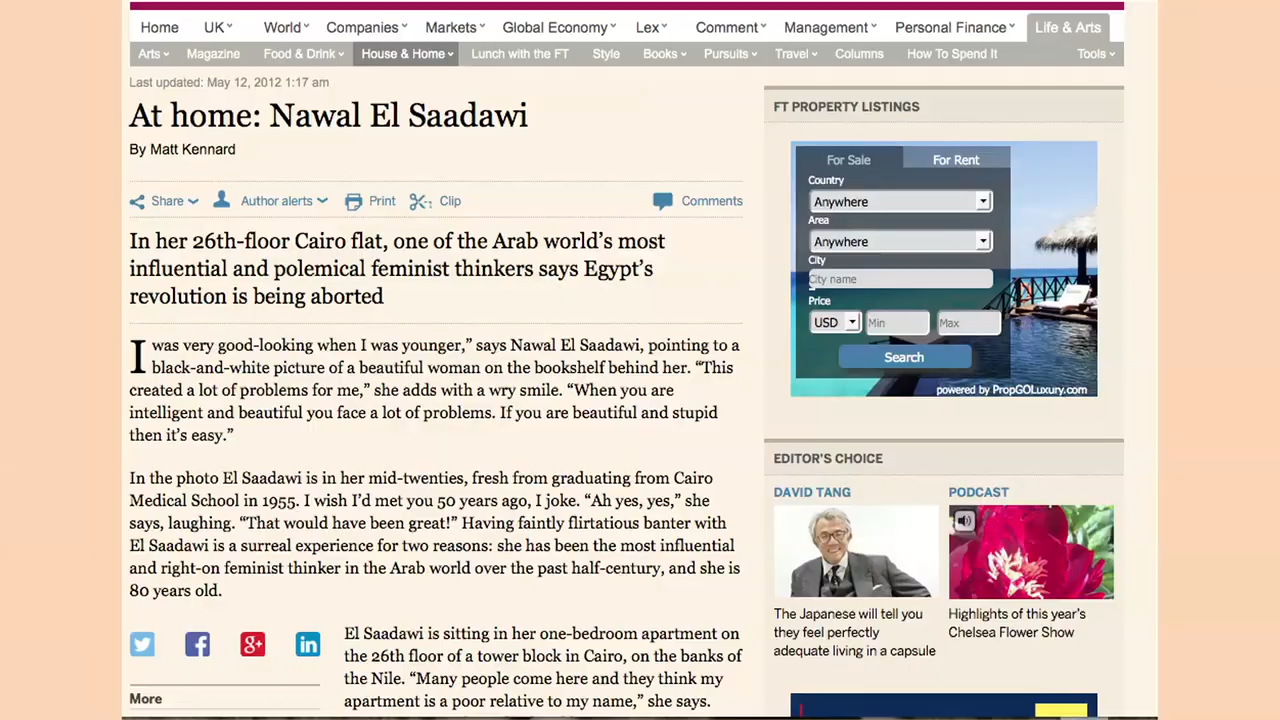 Home UK World Companies Markets Global Economy Lex Comment Management Personal Finance Life & Arts
Arts Magazine Food & Drink House & Home Lunch with the FT Style Books Pursuits Travel Columns How To Spend It Tools
Last updated: May 12, 2012 1:17 am
At home: Nawal El Saadawi
By Matt Kennard
Share Author alerts Print Clip Comments
In her 26th-floor Cairo flat, one of the Arab world’s most
influential and polemical feminist thinkers says Egypt’s
revolution is being aborted
I was very good-looking when I was younger,” says Nawal El Saadawi, pointing to a
black-and-white picture of a beautiful woman on the bookshelf behind her. “This
created a lot of problems for me,” she adds with a wry smile. “When you are
intelligent and beautiful you face a lot of problems. If you are beautiful and stupid
then it’s easy.”
In the photo El Saadawi is in her mid-twenties, fresh from graduating from Cairo
Medical School in 1955. I wish I’d met you 50 years ago, I joke. “Ah yes, yes,” she
says, laughing. “That would have been great!” Having faintly flirtatious banter with
El Saadawi is a surreal experience for two reasons: she has been the most influential
and right-on feminist thinker in the Arab world over the past half-century, and she is
80 years old.
El Saadawi is sitting in her one-bedroom apartment on
the 26th floor of a tower block in Cairo, on the banks of
the Nile. “Many people come here and they think my
apartment is a poor relative to my name,” she says.
More
FT PROPERTY LISTINGS
For Sale For Rent
Country
Anywhere
Area
Anywhere
City
City name
Price
USD Min Max
Search
powered by PropGOLuxury.com
EDITOR’S CHOICE
DAVID TANG
The Japanese will tell you
they feel perfectly
adequate living in a capsule
PODCAST
Highlights of this year’s
Chelsea Flower Show